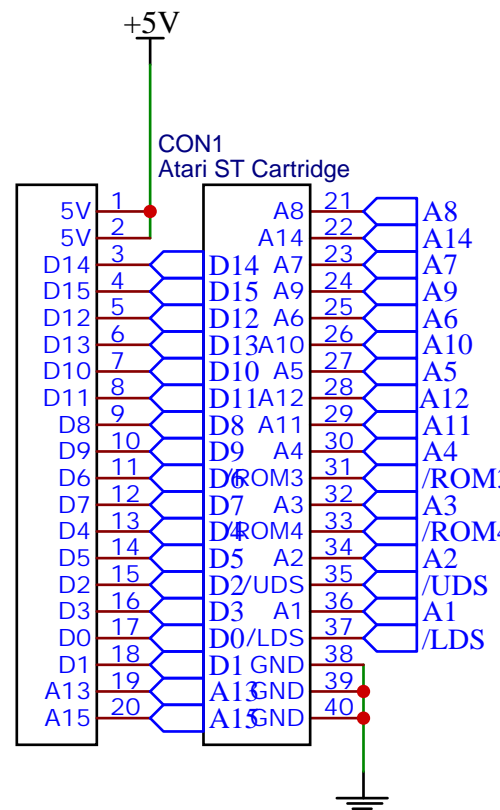 +5V
CON1
Atari ST Cartridge
5V 1
5V 2
D14 3 D14
D15 4 D15
D12 5 D12
D13 6 D13
D10 7 D10
D11 8 D11
D8 9 D8
D9 10 D9
D6 11 D6
D7 12 D7
D4 13 D4
D5 14 D5
D2 15 D2
D3 16 D3
D0 17 D0
D1 18 D1
A13 19 A13
A15 20 A15
A8 21 A8
A14 22 A14
A7 23 A7
A9 24 A9
A6 25 A6
A10 26 A10
A5 27 A5
A12 28 A12
A11 29 A11
A4 30 A4
/ROM3 31 /ROM3
A3 32 A3
/ROM4 33 /ROM4
A2 34 A2
/UDS 35 /UDS
A1 36 A1
/LDS 37 /LDS
GND 38
GND 39
GND 40